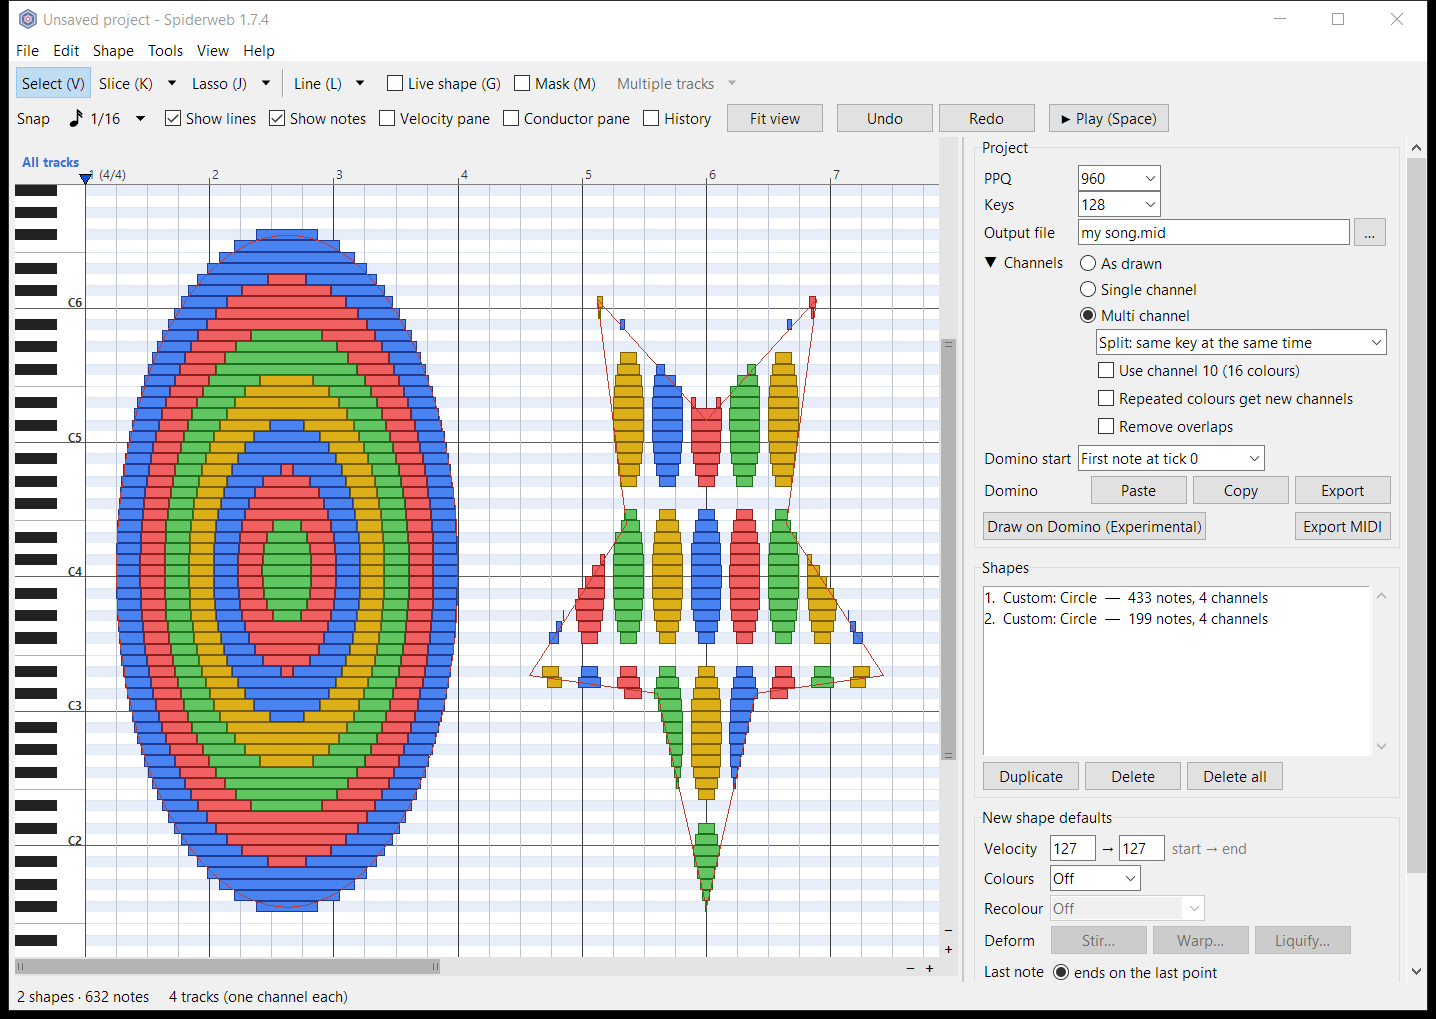 Unsaved project - Spiderweb 1.7.4
File Edit Shape Tools View Help
Select (V) Slice (K) Lasso (J) Line (L) Live shape (G) Mask (M) Multiple tracks
Snap 1/16 Show lines Show notes Velocity pane Conductor pane History Fit view Undo Redo ► Play (Space)
All tracks
1 (4/4) 2 3 4 5 6 7
C6
C5
C4
C3
C2
− +
−
+
2 shapes · 632 notes 4 tracks (one channel each)
Project
PPQ 960
Keys 128
Output file my song.mid ...
▼ Channels As drawn
Single channel
Multi channel
Split: same key at the same time
Use channel 10 (16 colours)
Repeated colours get new channels
Remove overlaps
Domino start First note at tick 0
Domino Paste Copy Export
Draw on Domino (Experimental) Export MIDI
Shapes
1. Custom: Circle — 433 notes, 4 channels
2. Custom: Circle — 199 notes, 4 channels
Duplicate Delete Delete all
New shape defaults
Velocity 127 → 127 start → end
Colours Off
Recolour Off
Deform Stir... Warp... Liquify...
Last note ends on the last point